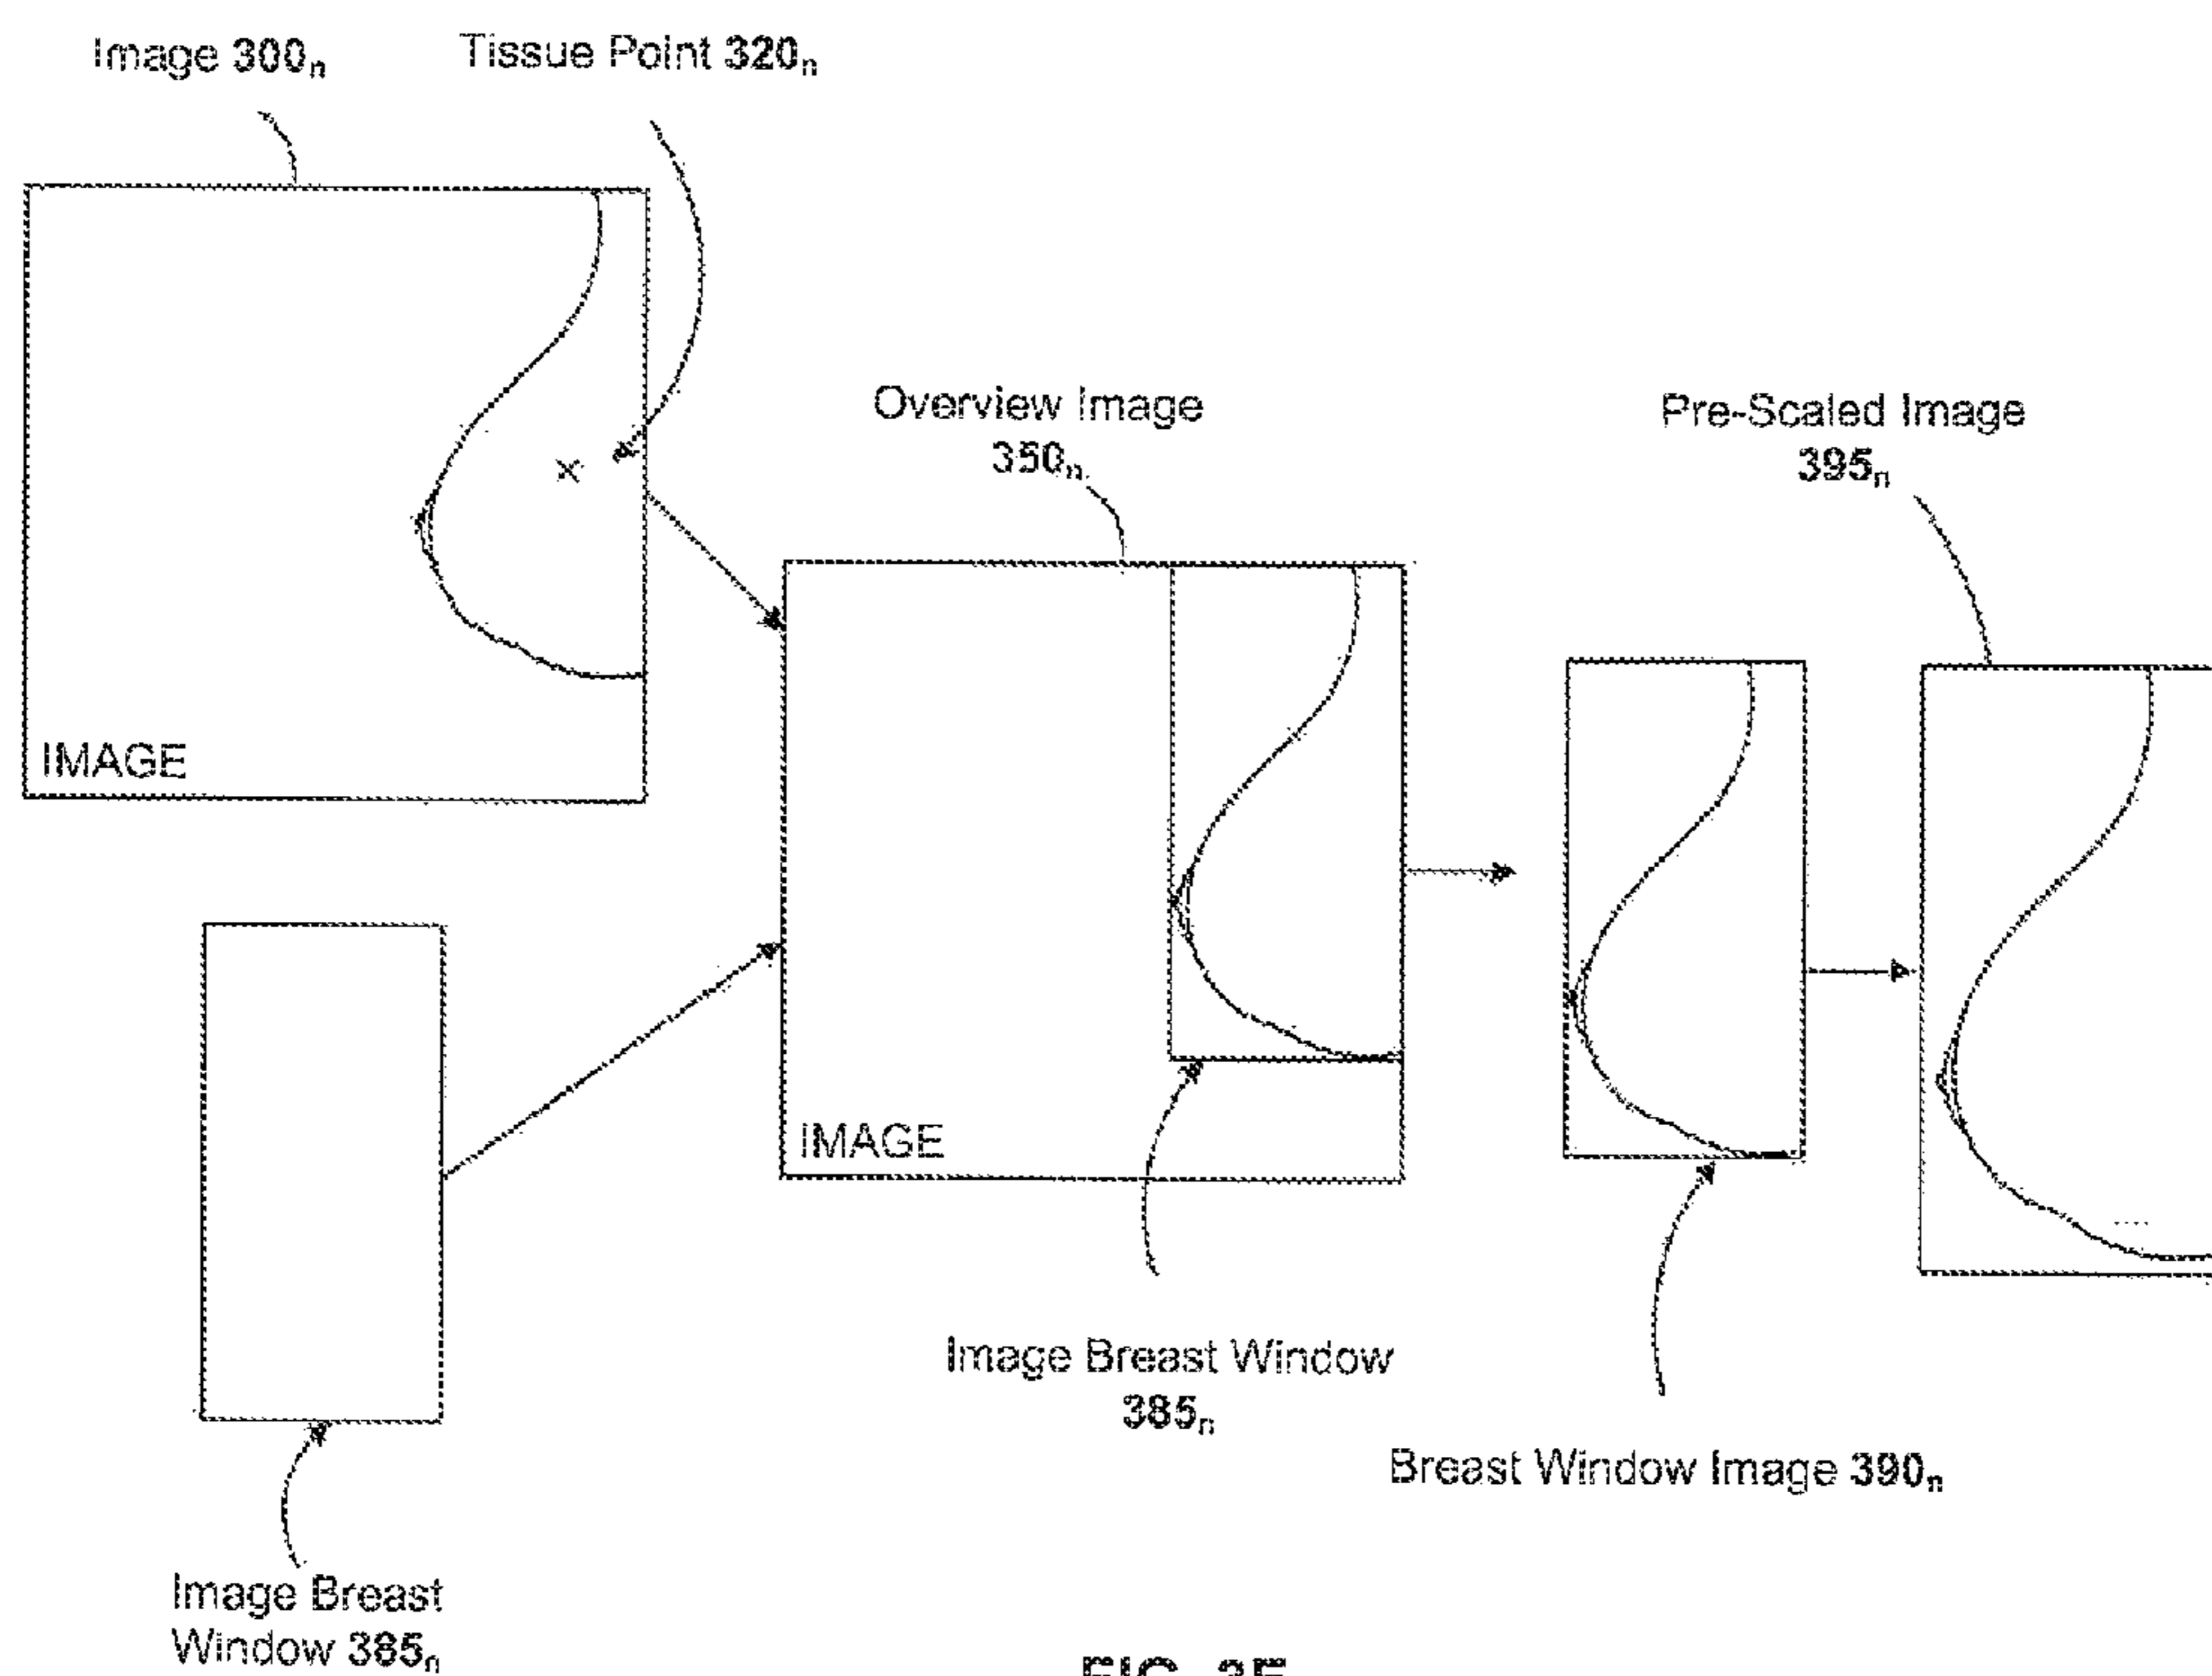 Image 300n
Tissue Point 320n
Overview Image
350n
Pre-Scaled Image
395n
IMAGE
IMAGE
Image Breast Window
385n
Breast Window Image 390n
Image Breast
Window 385n